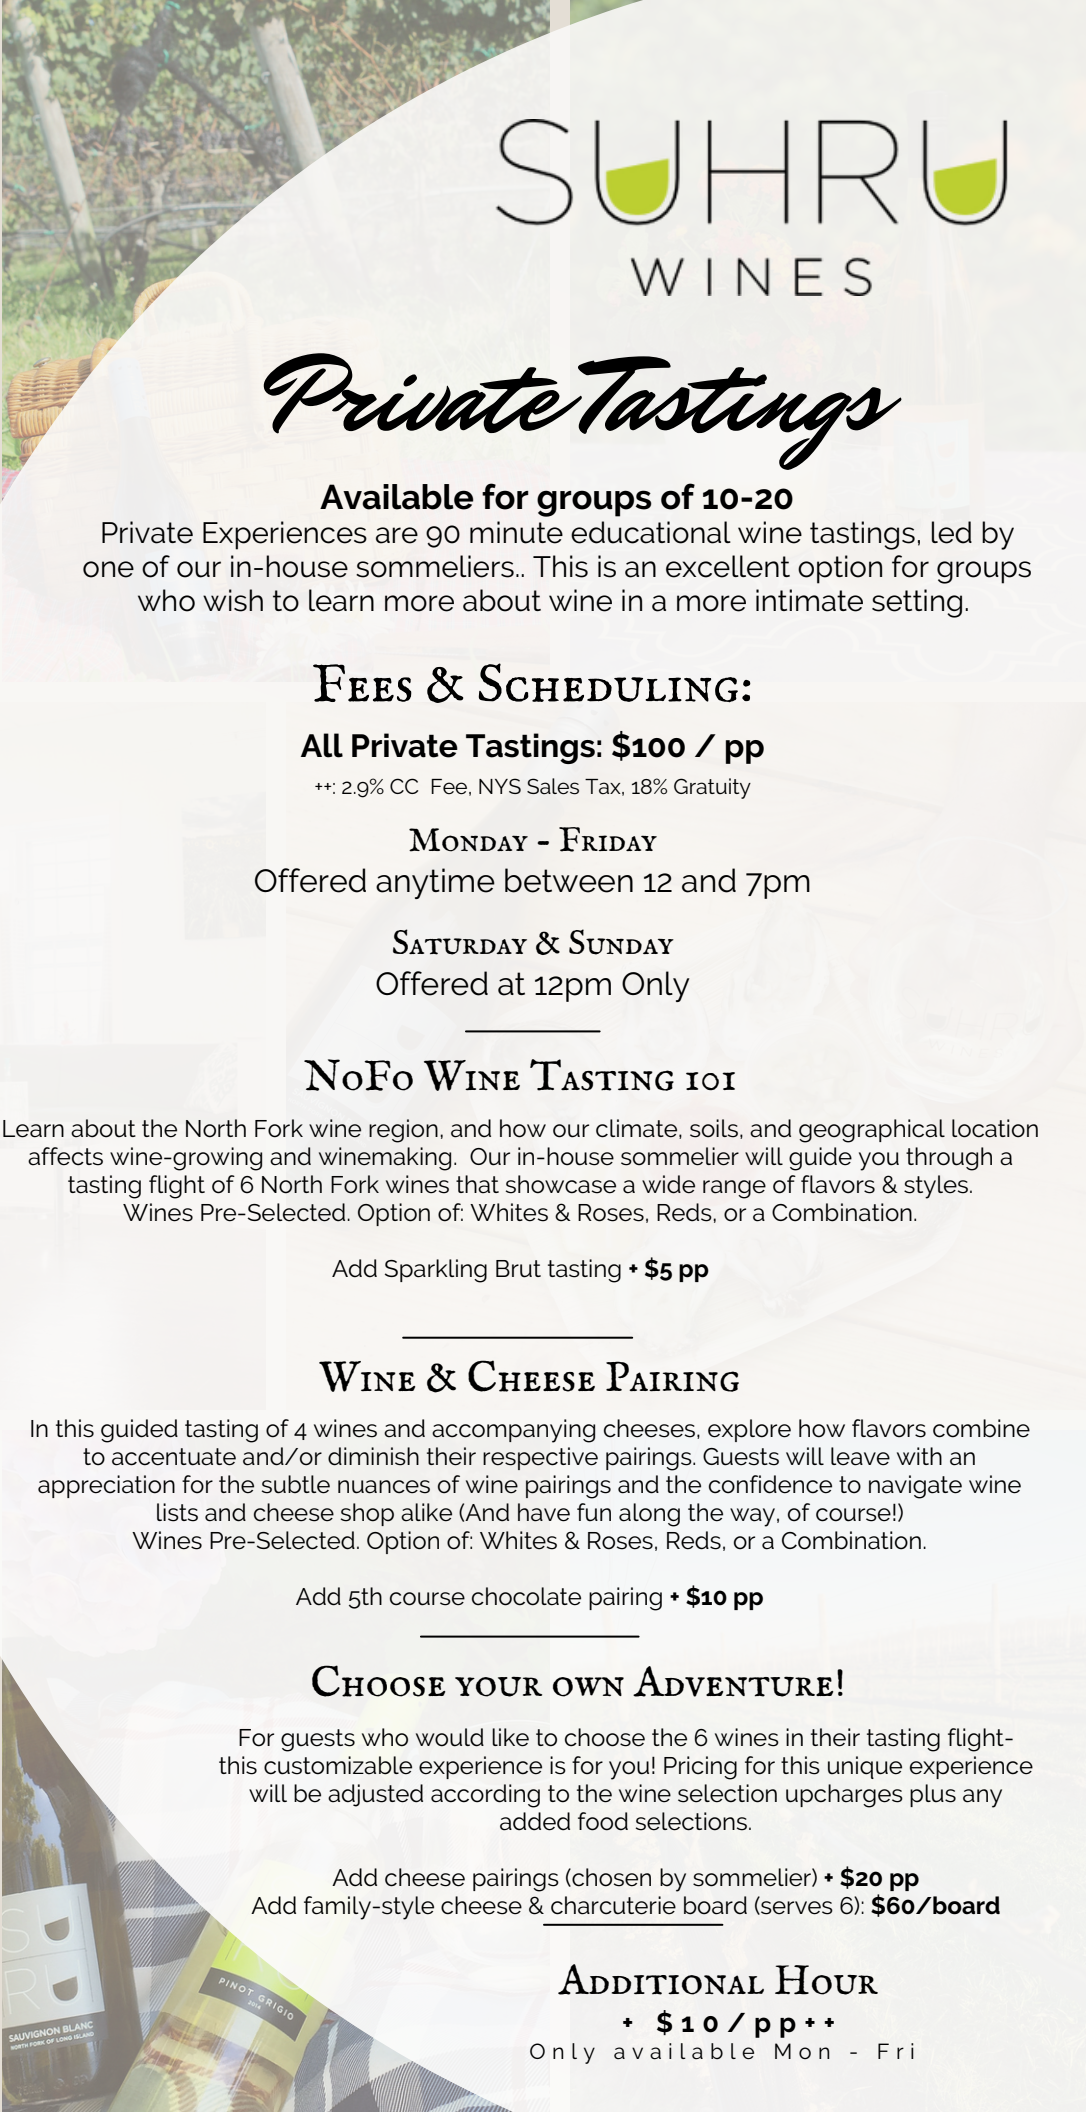 SUHRU
WINES
Private Tastings
Available for groups of 10-20
Private Experiences are 90 minute educational wine tastings, led by
one of our in-house sommeliers.. This is an excellent option for groups
who wish to learn more about wine in a more intimate setting.
Fees & Scheduling:
All Private Tastings: $100 / pp
++: 2.9% CC  Fee, NYS Sales Tax, 18% Gratuity
Monday - Friday
Offered anytime between 12 and 7pm
Saturday & Sunday
Offered at 12pm Only
NoFo Wine Tasting 101
Learn about the North Fork wine region, and how our climate, soils, and geographical location
affects wine-growing and winemaking.  Our in-house sommelier will guide you through a
tasting flight of 6 North Fork wines that showcase a wide range of flavors & styles.
Wines Pre-Selected. Option of: Whites & Roses, Reds, or a Combination.
Add Sparkling Brut tasting + $5 pp
Wine & Cheese Pairing
In this guided tasting of 4 wines and accompanying cheeses, explore how flavors combine
to accentuate and/or diminish their respective pairings. Guests will leave with an
appreciation for the subtle nuances of wine pairings and the confidence to navigate wine
lists and cheese shop alike (And have fun along the way, of course!)
Wines Pre-Selected. Option of: Whites & Roses, Reds, or a Combination.
Add 5th course chocolate pairing + $10 pp
Choose your own Adventure!
For guests who would like to choose the 6 wines in their tasting flight-
this customizable experience is for you! Pricing for this unique experience
will be adjusted according to the wine selection upcharges plus any
added food selections.
Add cheese pairings (chosen by sommelier) + $20 pp
Add family-style cheese & charcuterie board (serves 6): $60/board
Additional Hour
+ $10/pp++
Only available Mon - Fri
SU
RU
SAUVIGNON BLANC
NORTH FORK OF LONG ISLAND
PINOT GRIGIO
2014